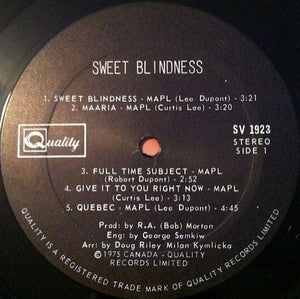 SWEET BLINDNESS
1. SWEET BLINDNESS - MAPL (Lee Dupont) - 3:21
2. MAARIA - MAPL (Curtis Lee) - 3:20
Quality
SV 1923
STEREO
SIDE 1
3. FULL TIME SUBJECT - MAPL
(Robert Dupont) - 2:52
4. GIVE IT TO YOU RIGHT NOW - MAPL
(Curtis Lee) - 3:13
5. QUEBEC - MAPL (Lee Dupont) - 4:45
Prod: by R.A. (Bob) Morten
Eng: by George Semkiw
Arr: by Doug Riley Milan Kymlicka
©1975 CANADA - QUALITY
RECORDS LIMITED
QUALITY IS A REGISTERED TRADE MARK OF QUALITY RECORDS LIMITED